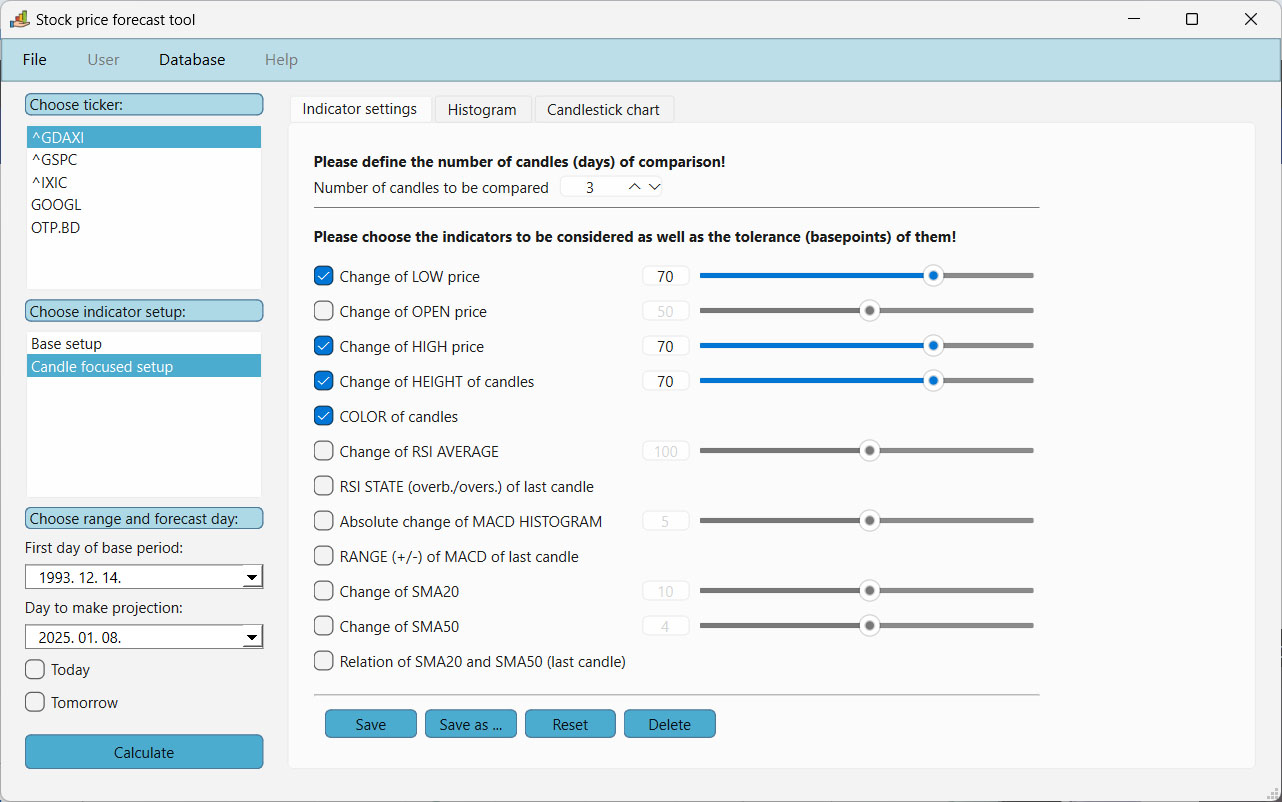 Stock price forecast tool
File User Database Help
Choose ticker:
^GDAXI
^GSPC
^IXIC
GOOGL
OTP.BD
Choose indicator setup:
Base setup
Candle focused setup
Choose range and forecast day:
First day of base period:
1993. 12. 14.
Day to make projection:
2025. 01. 08.
Today
Tomorrow
Calculate
Indicator settings Histogram Candlestick chart
Please define the number of candles (days) of comparison!
Number of candles to be compared 3
Please choose the indicators to be considered as well as the tolerance (basepoints) of them!
Change of LOW price 70
Change of OPEN price 50
Change of HIGH price 70
Change of HEIGHT of candles 70
COLOR of candles
Change of RSI AVERAGE 100
RSI STATE (overb./overs.) of last candle
Absolute change of MACD HISTOGRAM 5
RANGE (+/-) of MACD of last candle
Change of SMA20 10
Change of SMA50 4
Relation of SMA20 and SMA50 (last candle)
Save Save as ... Reset Delete